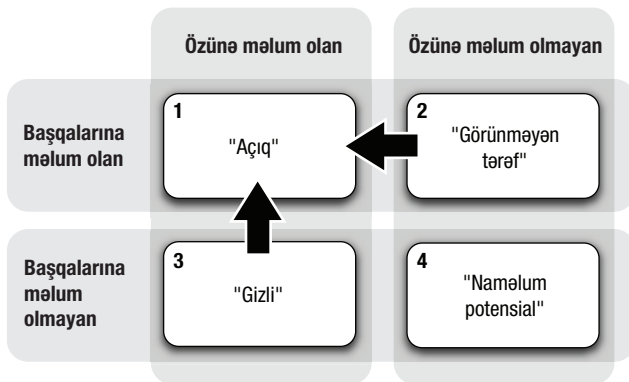 Özünə məlum olan
Özünə məlum olmayan
Başqalarına
məlum olan
1
"Açıq"
2
"Görünməyən
tərəf"
Başqalarına
məlum
olmayan
3
"Gizli"
4
"Naməlum
potensial"